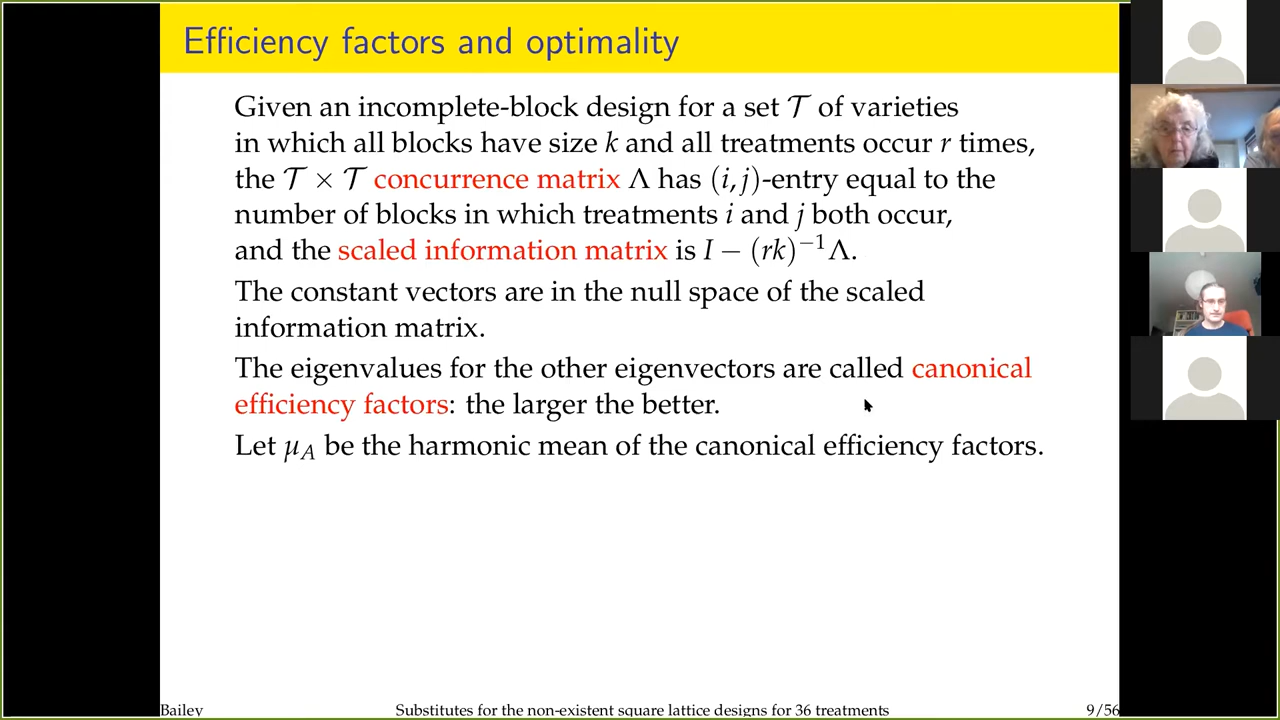 Efficiency factors and optimality
Given an incomplete-block design for a set 𝒯 of varieties
in which all blocks have size k and all treatments occur r times,
the 𝒯 × 𝒯 concurrence matrix Λ has (i, j)-entry equal to the
number of blocks in which treatments i and j both occur,
and the scaled information matrix is I − (rk)⁻¹Λ.
The constant vectors are in the null space of the scaled
information matrix.
The eigenvalues for the other eigenvectors are called canonical
efficiency factors: the larger the better.
Let μ_A be the harmonic mean of the canonical efficiency factors.
Bailey Substitutes for the non-existent square lattice designs for 36 treatments 9/56